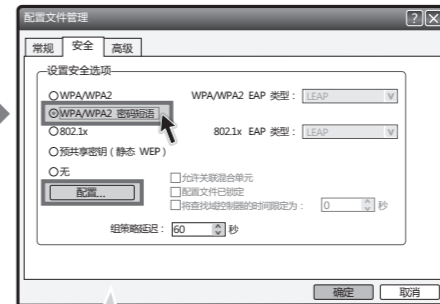 配置文件管理
常规 安全 高级
设置安全选项
WPA/WPA2 WPA/WPA2 EAP 类型： LEAP
WPA/WPA2 密码短语
802.1x 802.1x EAP 类型： LEAP
预共享密钥（静态 WEP）
无
允许关联混合单元
配置... 配置文件已锁定
将查找域控制器的时间限定为： 0 秒
组策略延迟： 60 秒
确定 取消